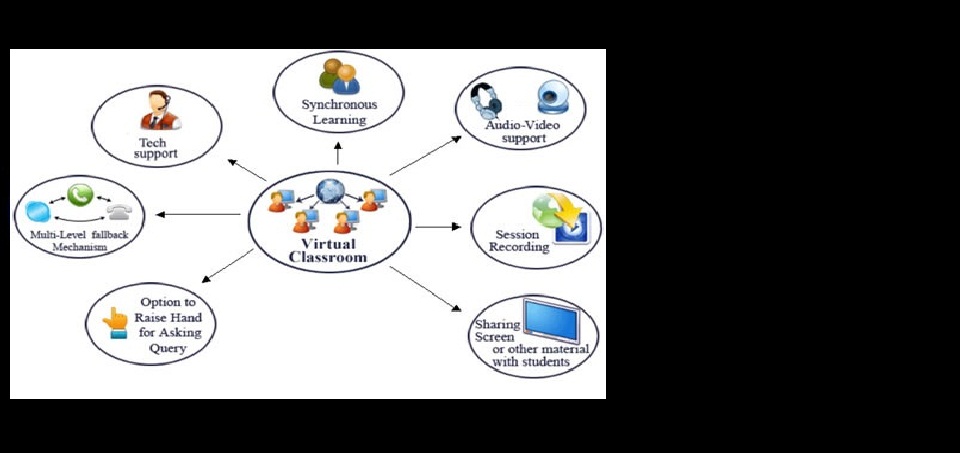 Synchronous
Learning
Audio-Video
support
Tech
support
Multi-Level fallback
Mechanism
Virtual
Classroom
Session
Recording
Option to
Raise Hand
for Asking
Query
Sharing
Screen
or other material
with students